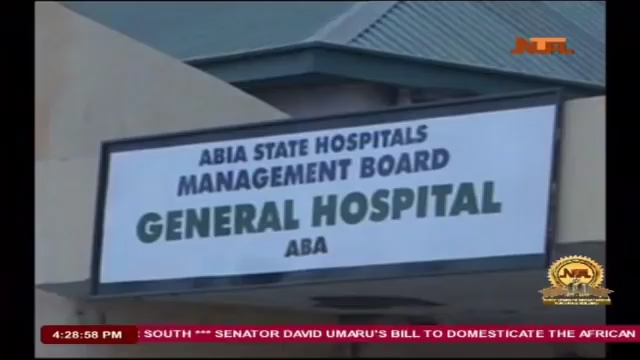 NTA
ABIA STATE HOSPITALS
MANAGEMENT BOARD
GENERAL HOSPITAL
ABA
4:28:58 PM : SOUTH *** SENATOR DAVID UMARU'S BILL TO DOMESTICATE THE AFRICAN